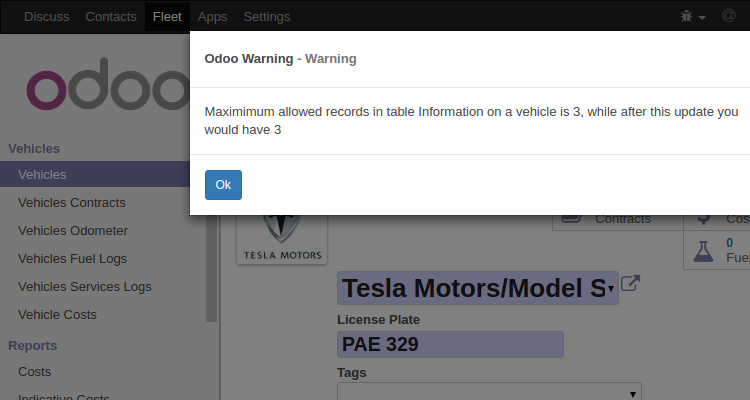 Discuss Contacts Fleet Apps Settings
@
odoo
Odoo Warning - Warning
Maximimum allowed records in table Information on a vehicle is 3, while after this update you
would have 3
Ok
Vehicles
Vehicles
Vehicles Contracts
Vehicles Odometer
Vehicles Fuel Logs
Vehicles Services Logs
Vehicle Costs
Reports
Costs
Indicative Costs
TESLA MOTORS
Contracts
Cos
0
Fuel
Tesla Motors/Model S
License Plate
PAE 329
Tags